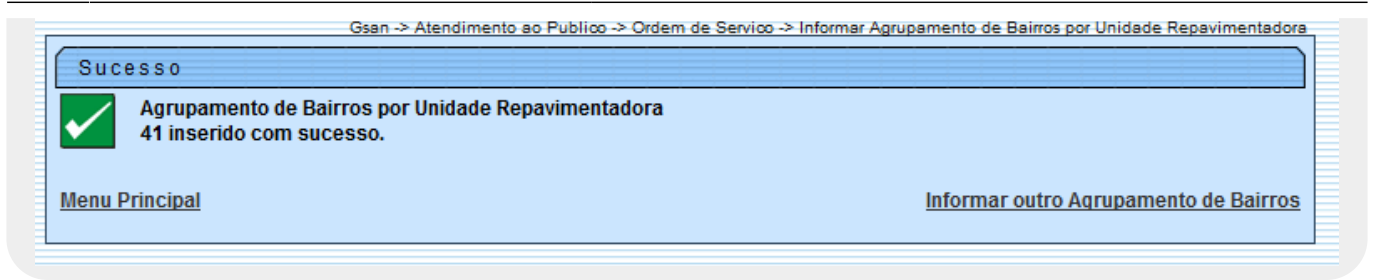 Gsan -> Atendimento ao Publico -> Ordem de Servico -> Informar Agrupamento de Bairros por Unidade Repavimentadora
Sucesso
Agrupamento de Bairros por Unidade Repavimentadora
41 inserido com sucesso.
Menu Principal
Informar outro Agrupamento de Bairros